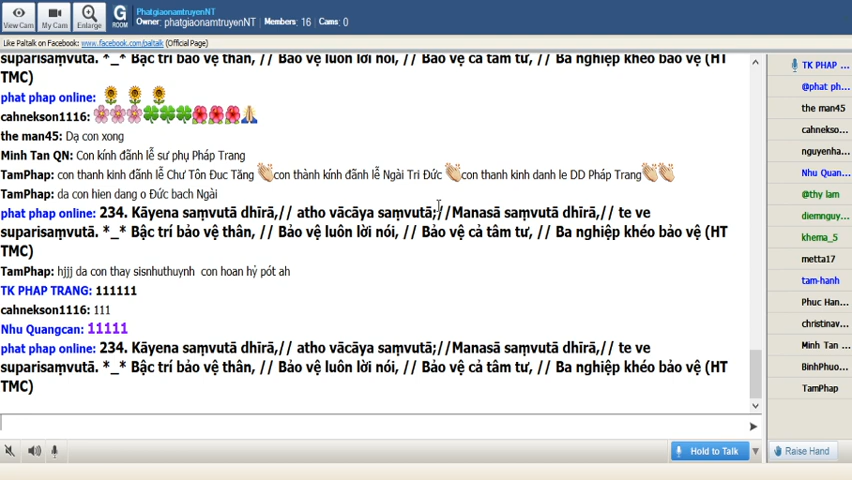 PhatgiaonamtruyenNT
Owner: phatgiaonamtruyenNT Members: 16 Cams: 0
View Cam My Cam Enlarge G ROOM
Like Paltalk on Facebook: www.facebook.com/paltalk (Official Page)
suparisaṃvutā. *_* Bậc trí bảo vệ thân, // Bảo vệ luôn lời nói, // Bảo vệ cả tâm tư, // Ba nghiệp khéo bảo vệ (HT
TMC)
phat phap online:
cahnekson1116:
the man45: Dạ con xong
Minh Tan QN: Con kính đãnh lễ sư phụ Pháp Trang
TamPhap: con thanh kinh đãnh lễ Chư Tôn Đuc Tăng con thành kính đãnh lễ Ngài Tri Đức con thanh kinh danh le DD Pháp Trang
TamPhap: da con hien dang o Đức bach Ngài
phat phap online: 234. Kāyena saṃvutā dhīrā,// atho vācāya saṃvutā;//Manasā saṃvutā dhīrā,// te ve
suparisaṃvutā. *_* Bậc trí bảo vệ thân, // Bảo vệ luôn lời nói, // Bảo vệ cả tâm tư, // Ba nghiệp khéo bảo vệ (HT
TMC)
TamPhap: hjjj da con thay sisnhuthuynh con hoan hỷ pót ah
TK PHAP TRANG: 111111
cahnekson1116: 111
Nhu Quangcan: 11111
phat phap online: 234. Kāyena saṃvutā dhīrā,// atho vācāya saṃvutā;//Manasā saṃvutā dhīrā,// te ve
suparisaṃvutā. *_* Bậc trí bảo vệ thân, // Bảo vệ luôn lời nói, // Bảo vệ cả tâm tư, // Ba nghiệp khéo bảo vệ (HT
TMC)
TK PHAP ...
@phat ph...
the man45
cahnekso...
nguyenha...
Nhu Quan...
@thy lam
diemnguy...
khema_5
metta17
tam-hanh
Phuc Han...
christinav...
Minh Tan ...
BinhPhuo...
TamPhap
Hold to Talk
Raise Hand